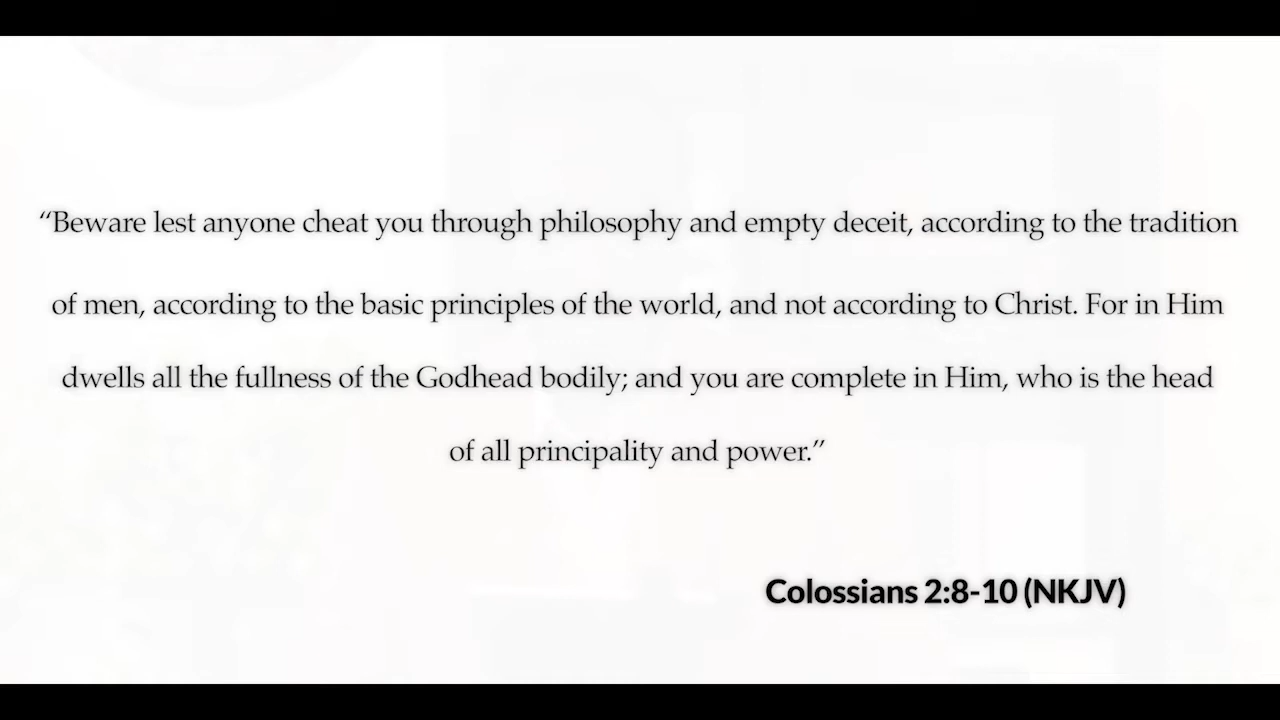 “Beware lest anyone cheat you through philosophy and empty deceit, according to the tradition
of men, according to the basic principles of the world, and not according to Christ. For in Him
dwells all the fullness of the Godhead bodily; and you are complete in Him, who is the head
of all principality and power.”
Colossians 2:8-10 (NKJV)